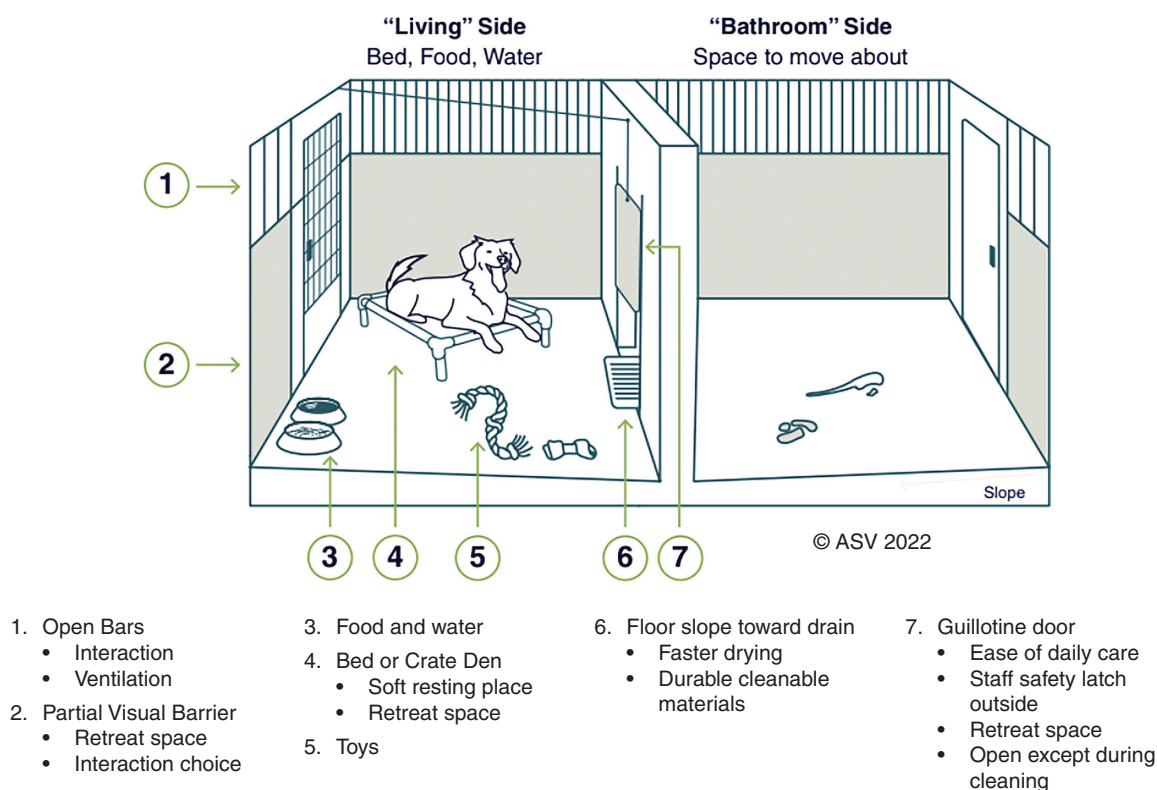 “Living” Side
Bed, Food, Water
“Bathroom” Side
Space to move about
1
2
3
4
5
6
7
Slope
© ASV 2022
1. Open Bars
• Interaction
• Ventilation
2. Partial Visual Barrier
• Retreat space
• Interaction choice
3. Food and water
4. Bed or Crate Den
• Soft resting place
• Retreat space
5. Toys
6. Floor slope toward drain
• Faster drying
• Durable cleanable
materials
7. Guillotine door
• Ease of daily care
• Staff safety latch
outside
• Retreat space
• Open except during
cleaning